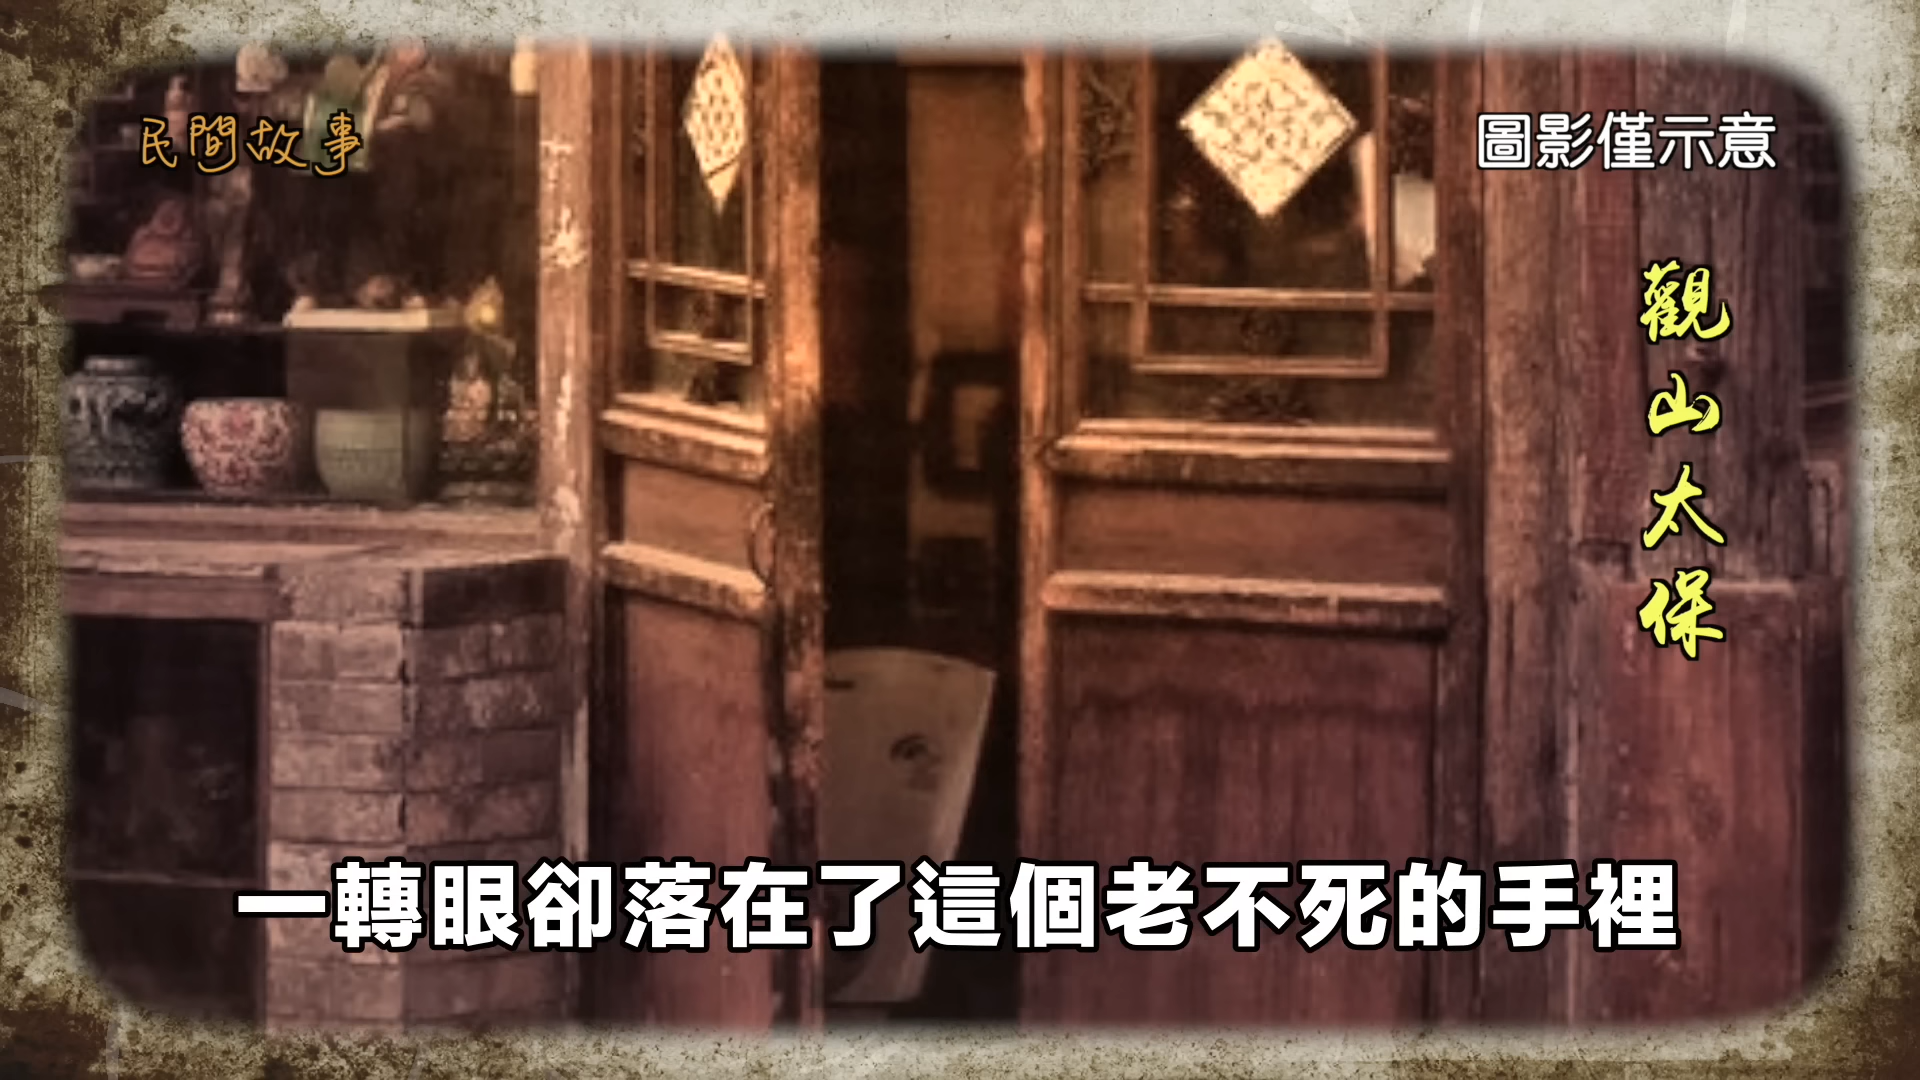 民間故事
圖影僅示意
觀山太保
一轉眼卻落在了這個老不死的手裡